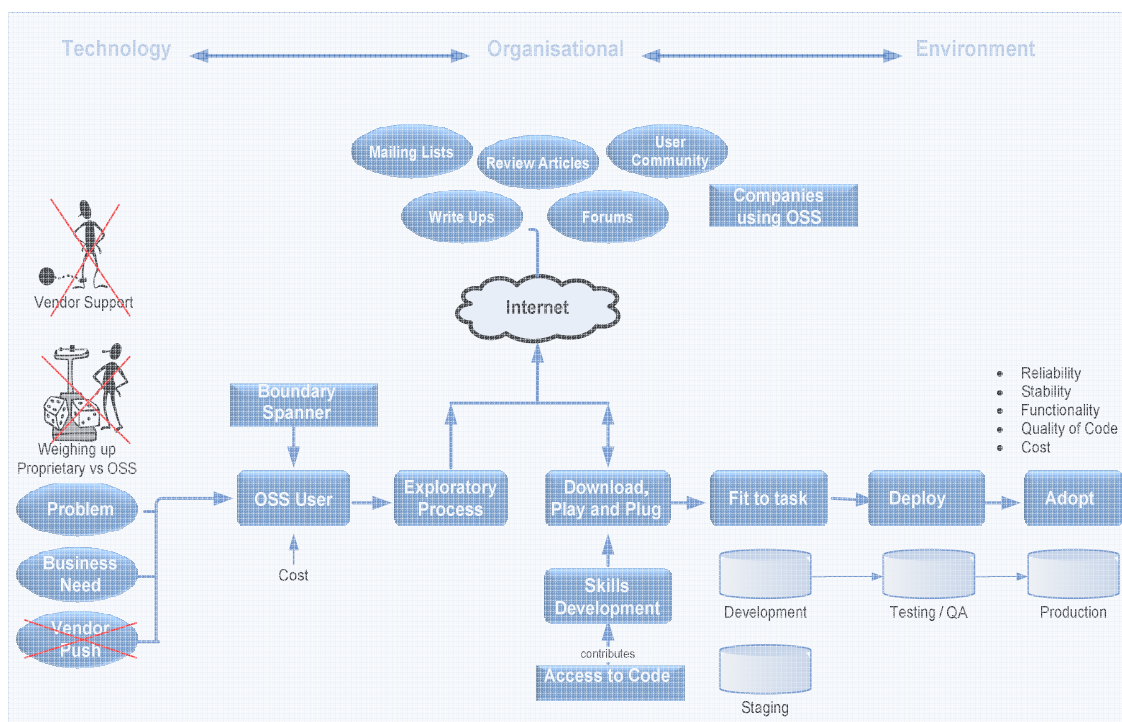 Technology
Organisational
Environment
Mailing Lists
Review Articles
User
Community
Write Ups
Forums
Companies
using OSS
Vendor Support
Internet
Weighing up
Proprietary vs OSS
Boundary
Spanner
Reliability
Stability
Functionality
Quality of Code
Cost
Problem
OSS User
Exploratory
Process
Download,
Play and Plug
Fit to task
Deploy
Adopt
Business
Need
Cost
Skills
Development
Development
Testing / QA
Production
Vendor
Push
contributes
Access to Code
Staging